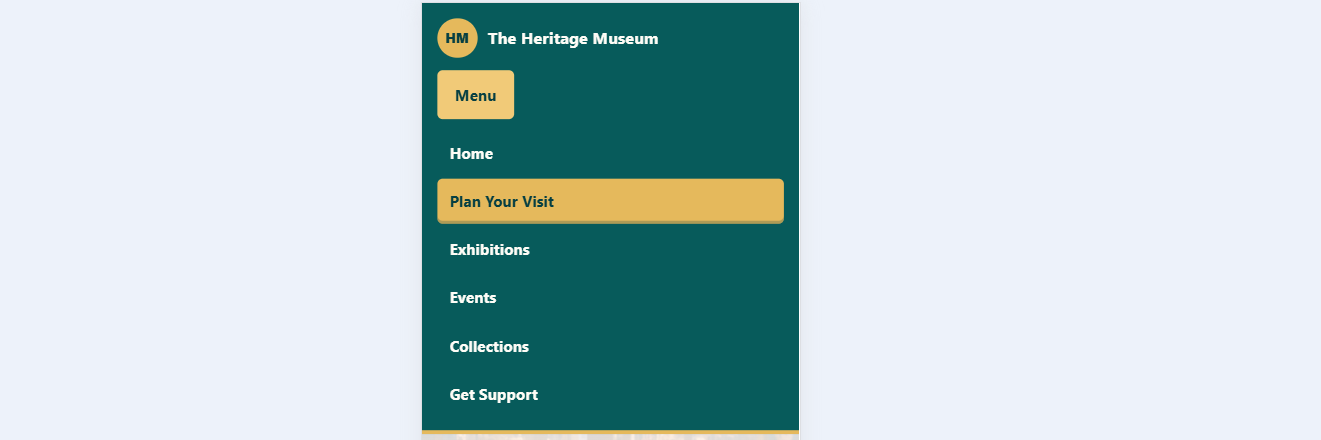 HM
The Heritage Museum
Menu
Home
Plan Your Visit
Exhibitions
Events
Collections
Get Support